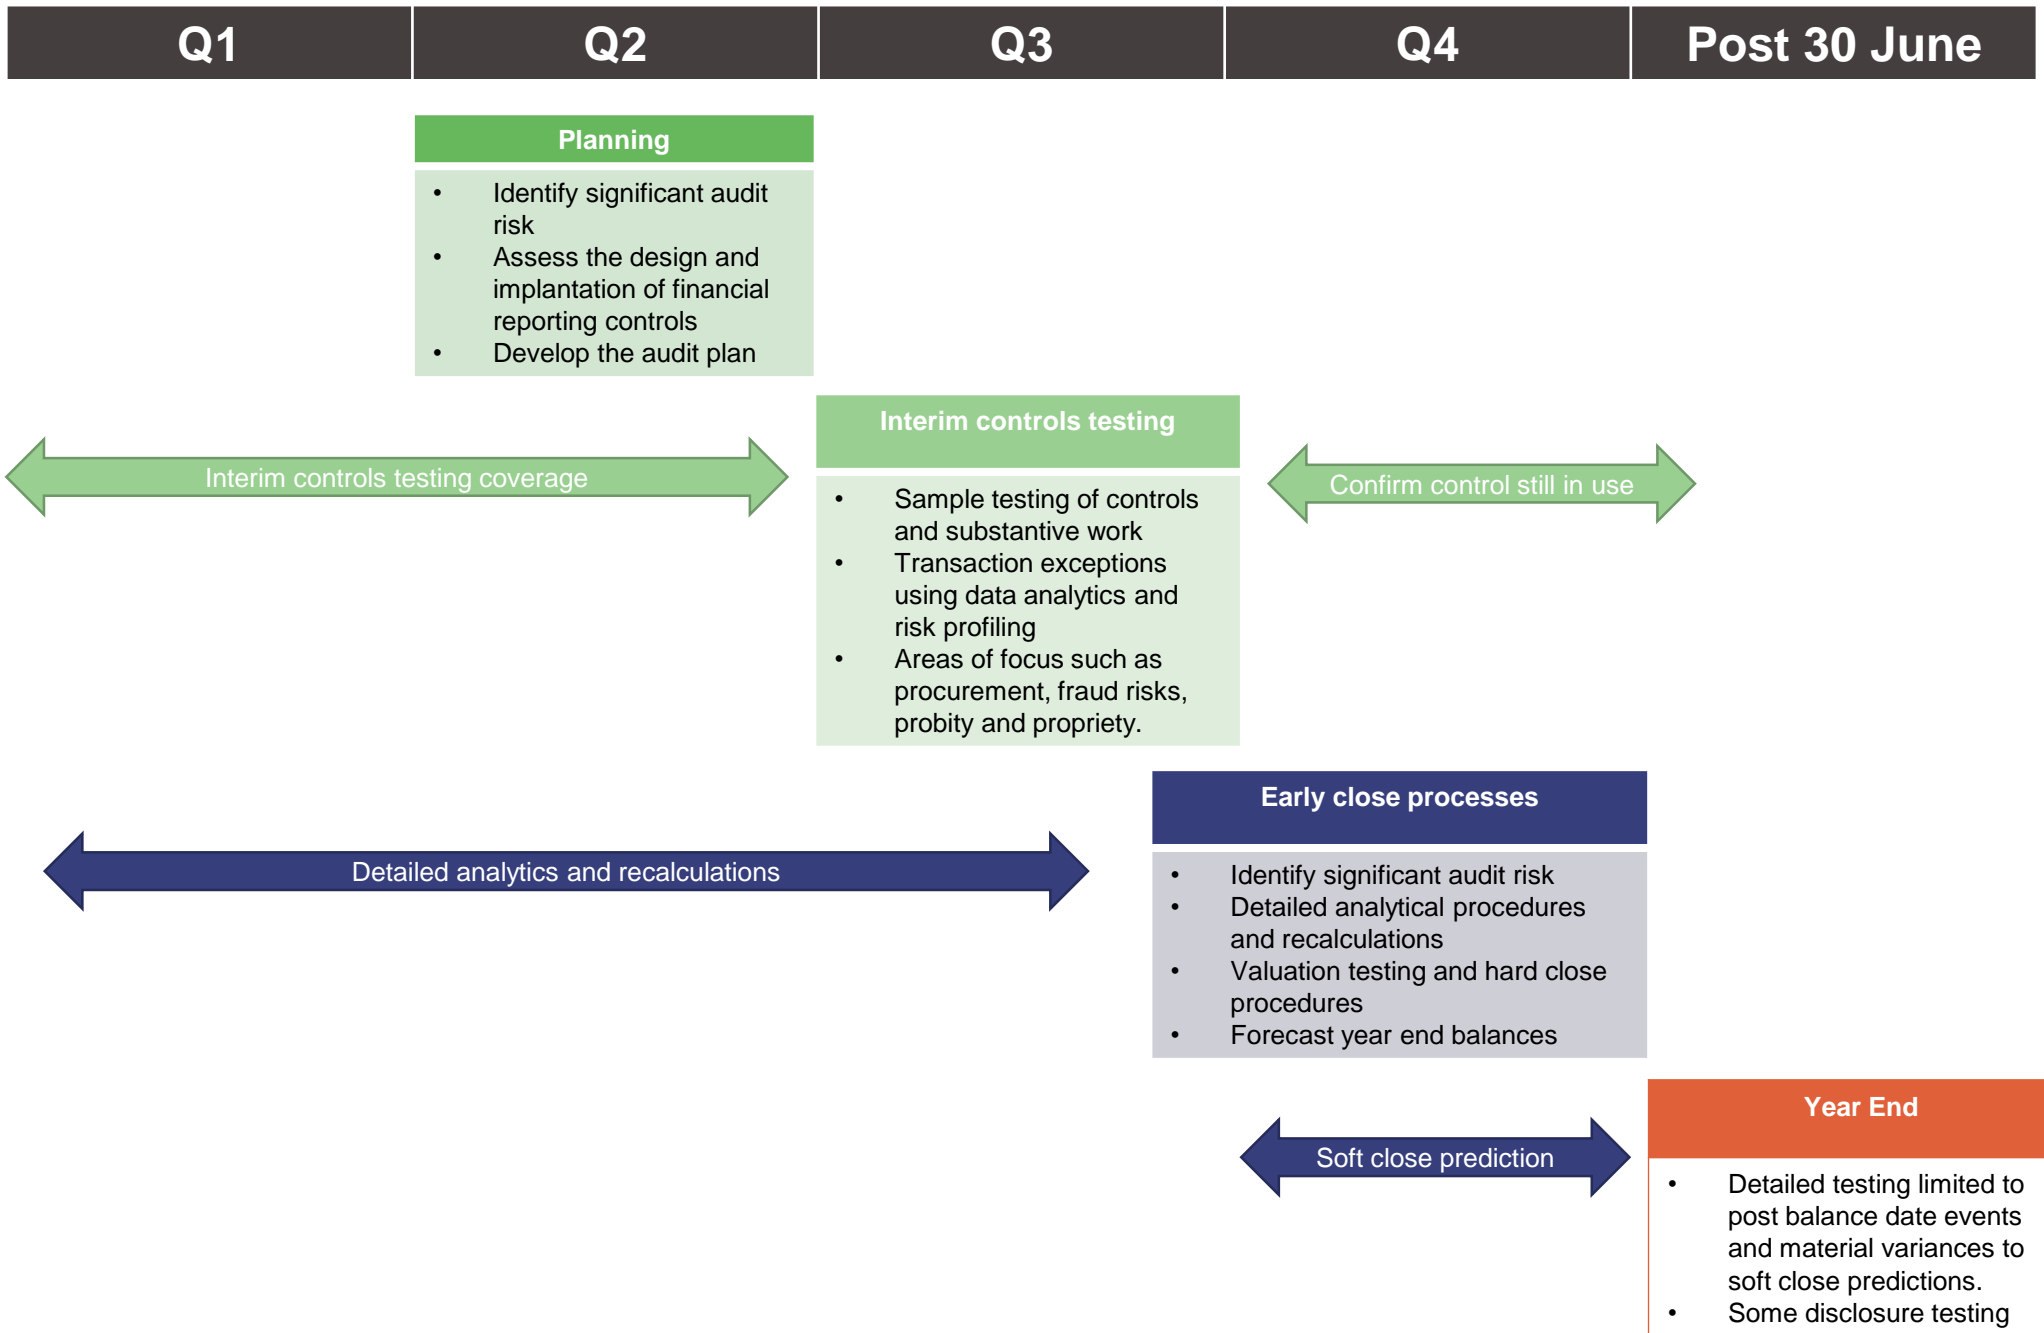 Q1
Q2
Q3
Q4
Post 30 June
Planning
• Identify significant audit
risk
• Assess the design and
implantation of financial
reporting controls
• Develop the audit plan
Interim controls testing coverage
Interim controls testing
• Sample testing of controls
and substantive work
• Transaction exceptions
using data analytics and
risk profiling
• Areas of focus such as
procurement, fraud risks,
probity and propriety.
Confirm control still in use
Detailed analytics and recalculations
Early close processes
• Identify significant audit risk
• Detailed analytical procedures
and recalculations
• Valuation testing and hard close
procedures
• Forecast year end balances
Soft close prediction
Year End
• Detailed testing limited to
post balance date events
and material variances to
soft close predictions.
• Some disclosure testing